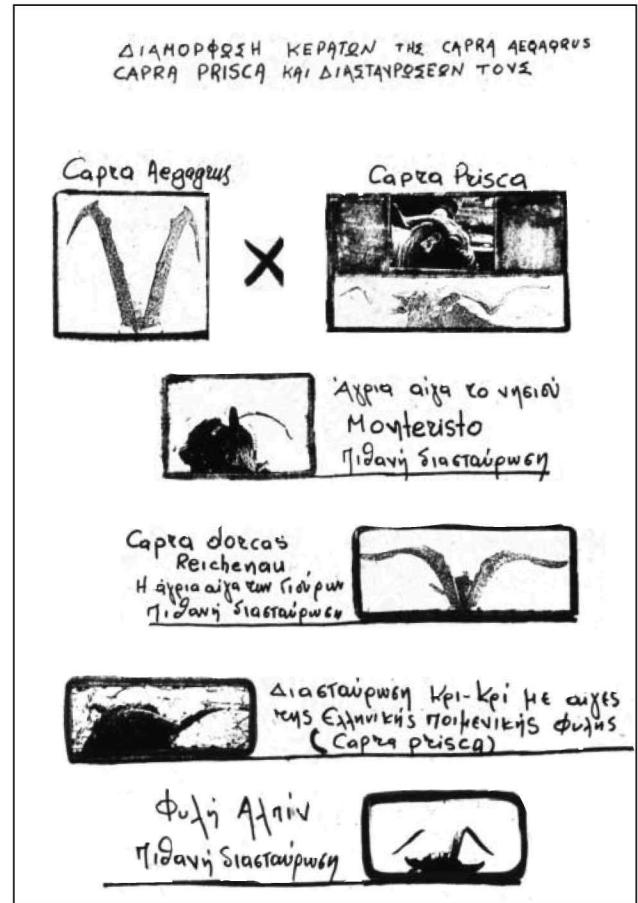 ΔΙΑΜΟΡΦΩΣΗ ΚΕΡΑΤΩΝ ΤΗΣ CAPRA AEGAGRUS
CAPRA PRISCA ΚΑΙ ΔΙΑΣΤΑΥΡΩΣΕΩΝ ΤΟΥΣ
Capra Aegagrus
Capra Prisca
X
Άγρια αίγα το νησιού
Monteristo
Πιθανή διασταύρωση
Capra dorcas
Reichenau
Η άγρια αίγα των Γιούρων
Πιθανή διασταύρωση
Διασταύρωση Κρι-Κρί με αίγες
της Ελληνικής Ποιμενικής Φυλής
(Capra prisca)
Φυλή Αλπίν
Πιθανή διασταύρωση